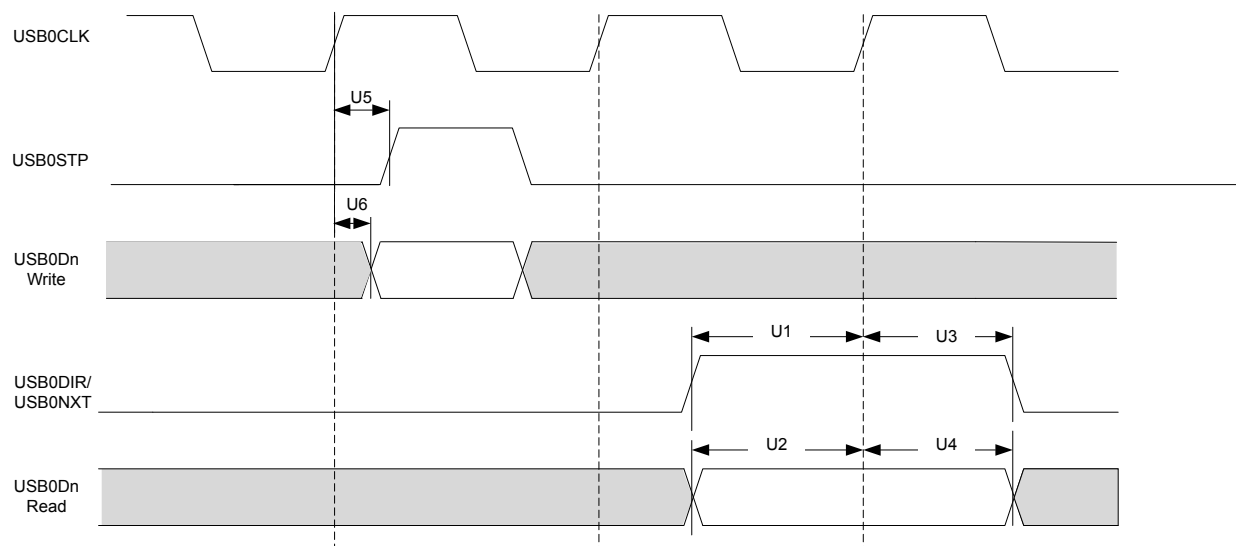 USB0CLK
U5
USB0STP
U6
USB0Dn
Write
U1
U3
USB0DIR/
USB0NXT
U2
U4
USB0Dn
Read